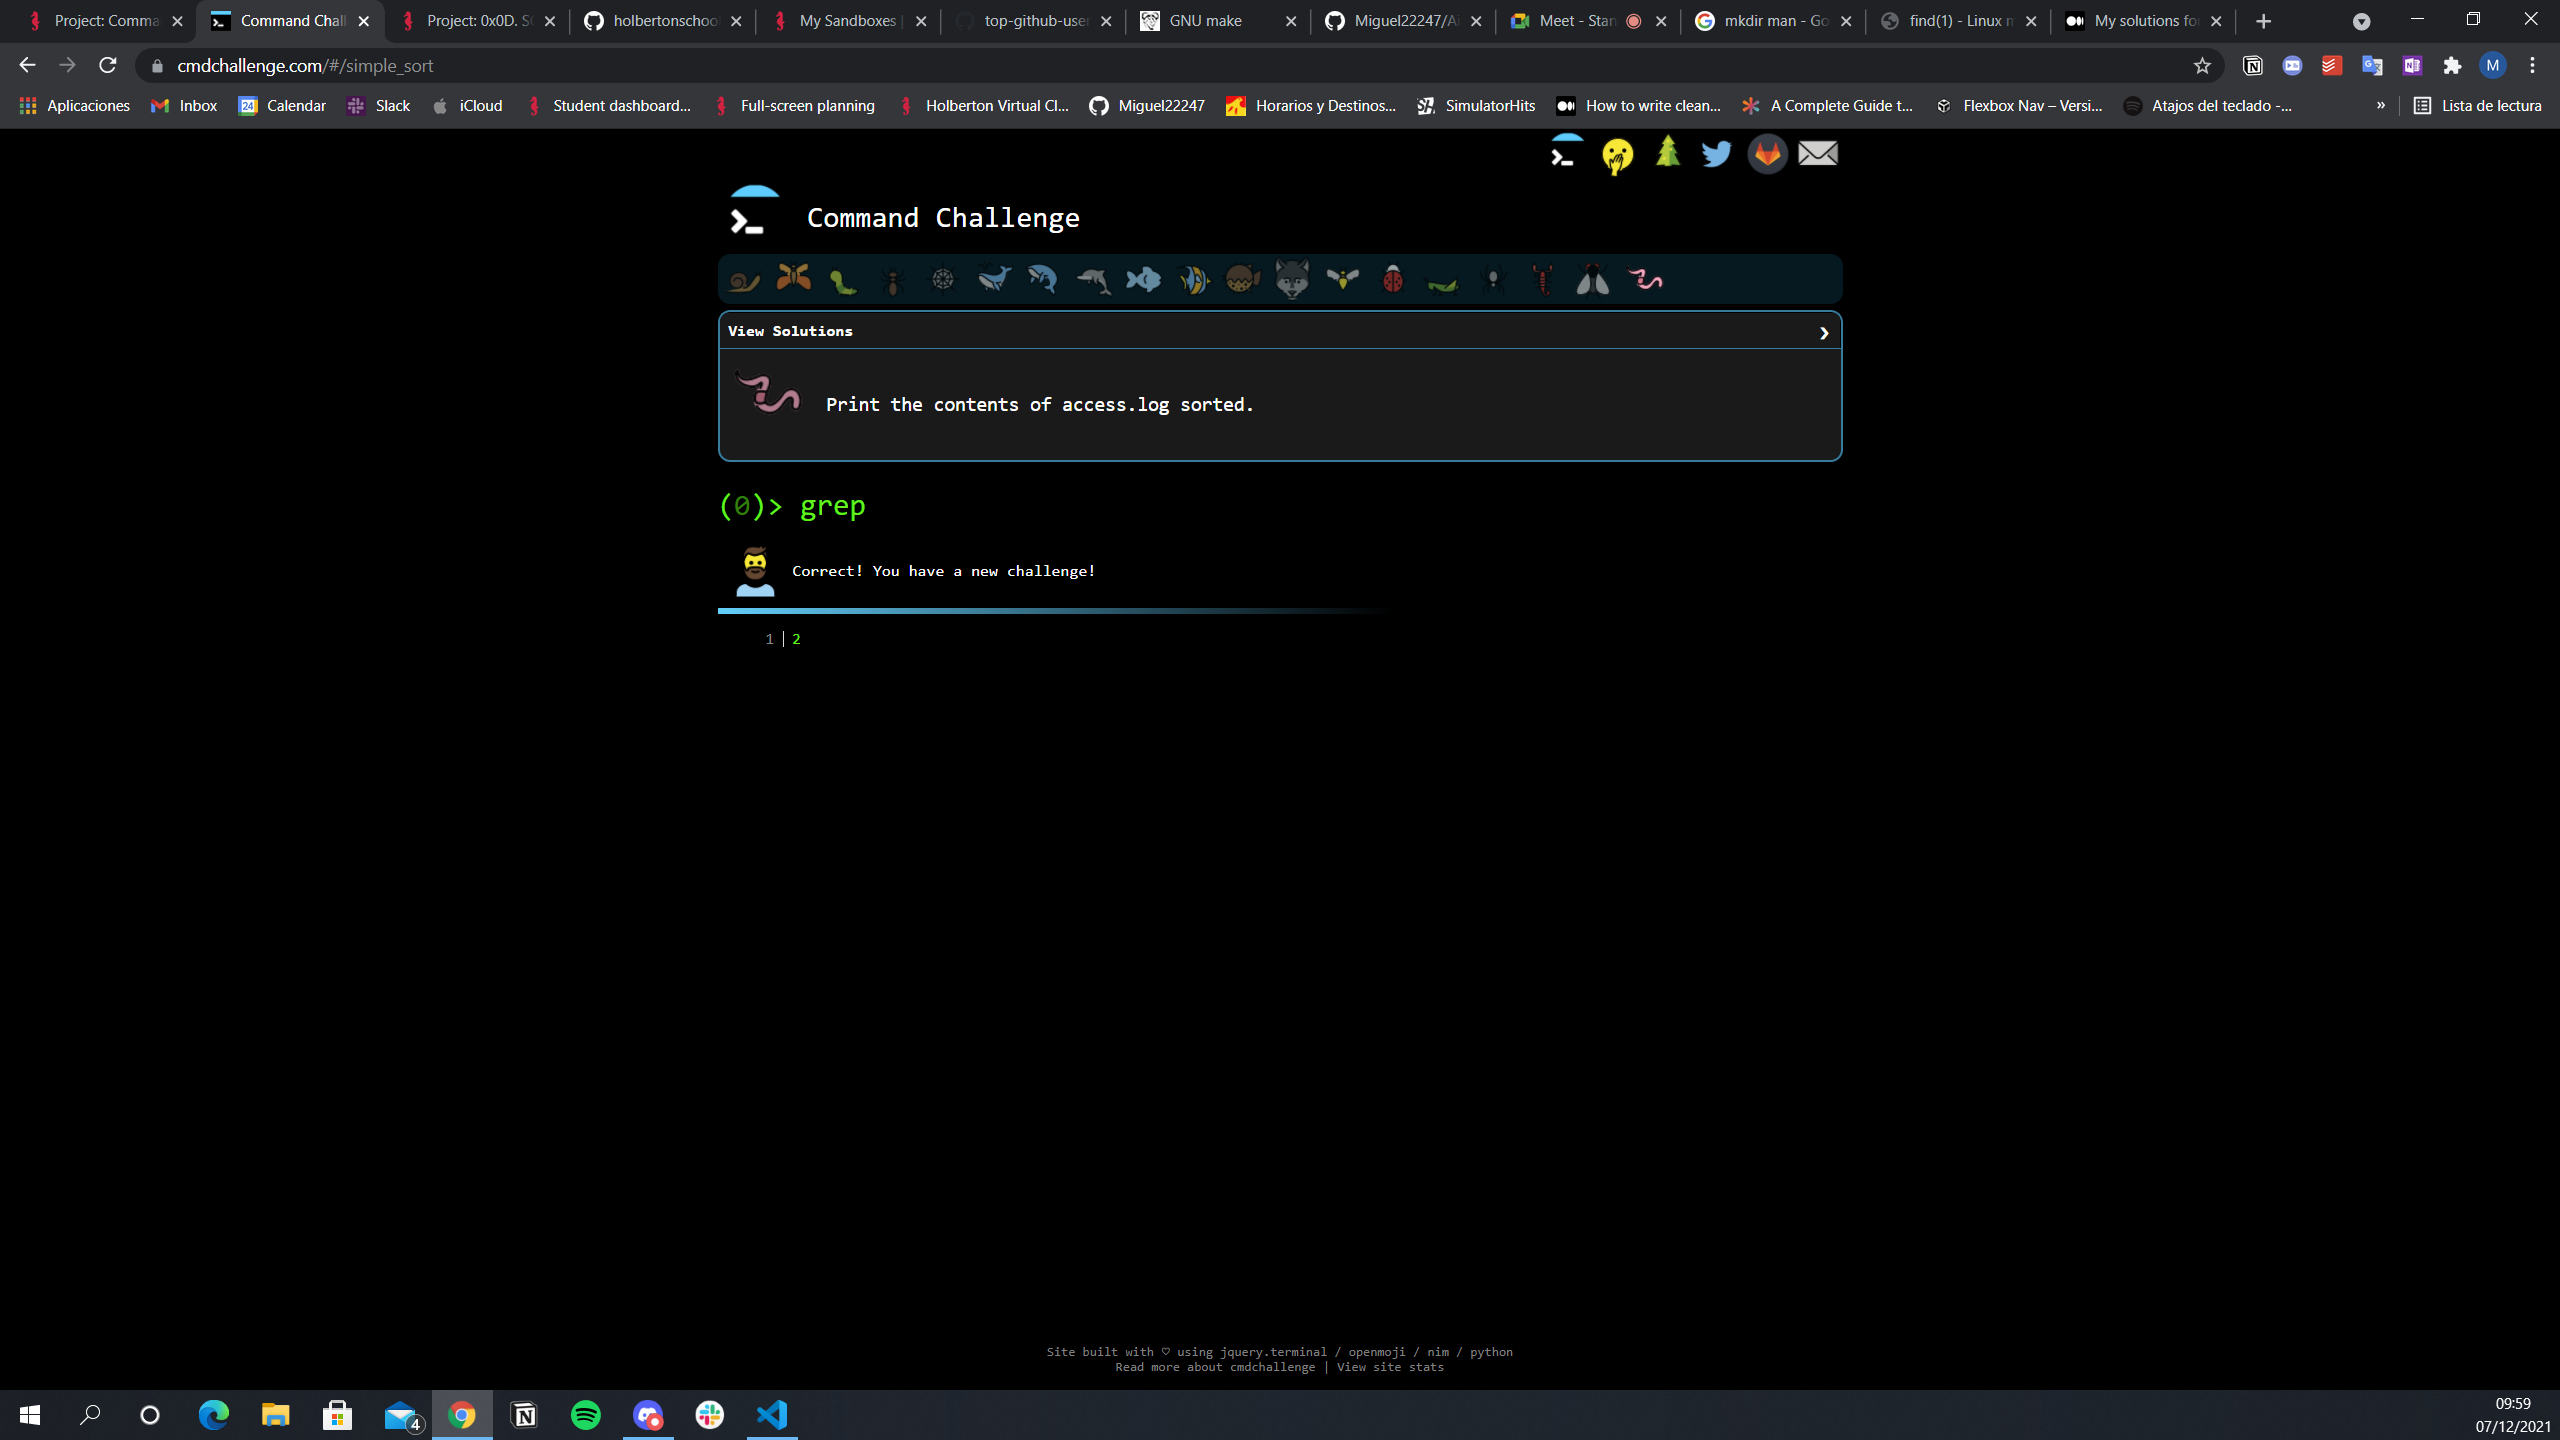 Project: Comma
Command Chall
Project: 0x0D. S
holbertonschoo
My Sandboxes |
top-github-user
GNU make
Miguel22247/Ai
Meet - Stan
mkdir man - Go
find(1) - Linux m
My solutions fo
cmdchallenge.com/#/simple_sort
M
Aplicaciones
Inbox
24
Calendar
Slack
iCloud
Student dashboard...
Full-screen planning
Holberton Virtual Cl...
Miguel22247
Horarios y Destinos...
SimulatorHits
How to write clean...
A Complete Guide t...
Flexbox Nav – Versi...
Atajos del teclado -...
»
Lista de lectura
Command Challenge
View Solutions
Print the contents of access.log sorted.
(0)> grep
Correct! You have a new challenge!
1 | 2
Site built with ♡ using jquery.terminal / openmoji / nim / python
Read more about cmdchallenge | View site stats
4
09:59
07/12/2021